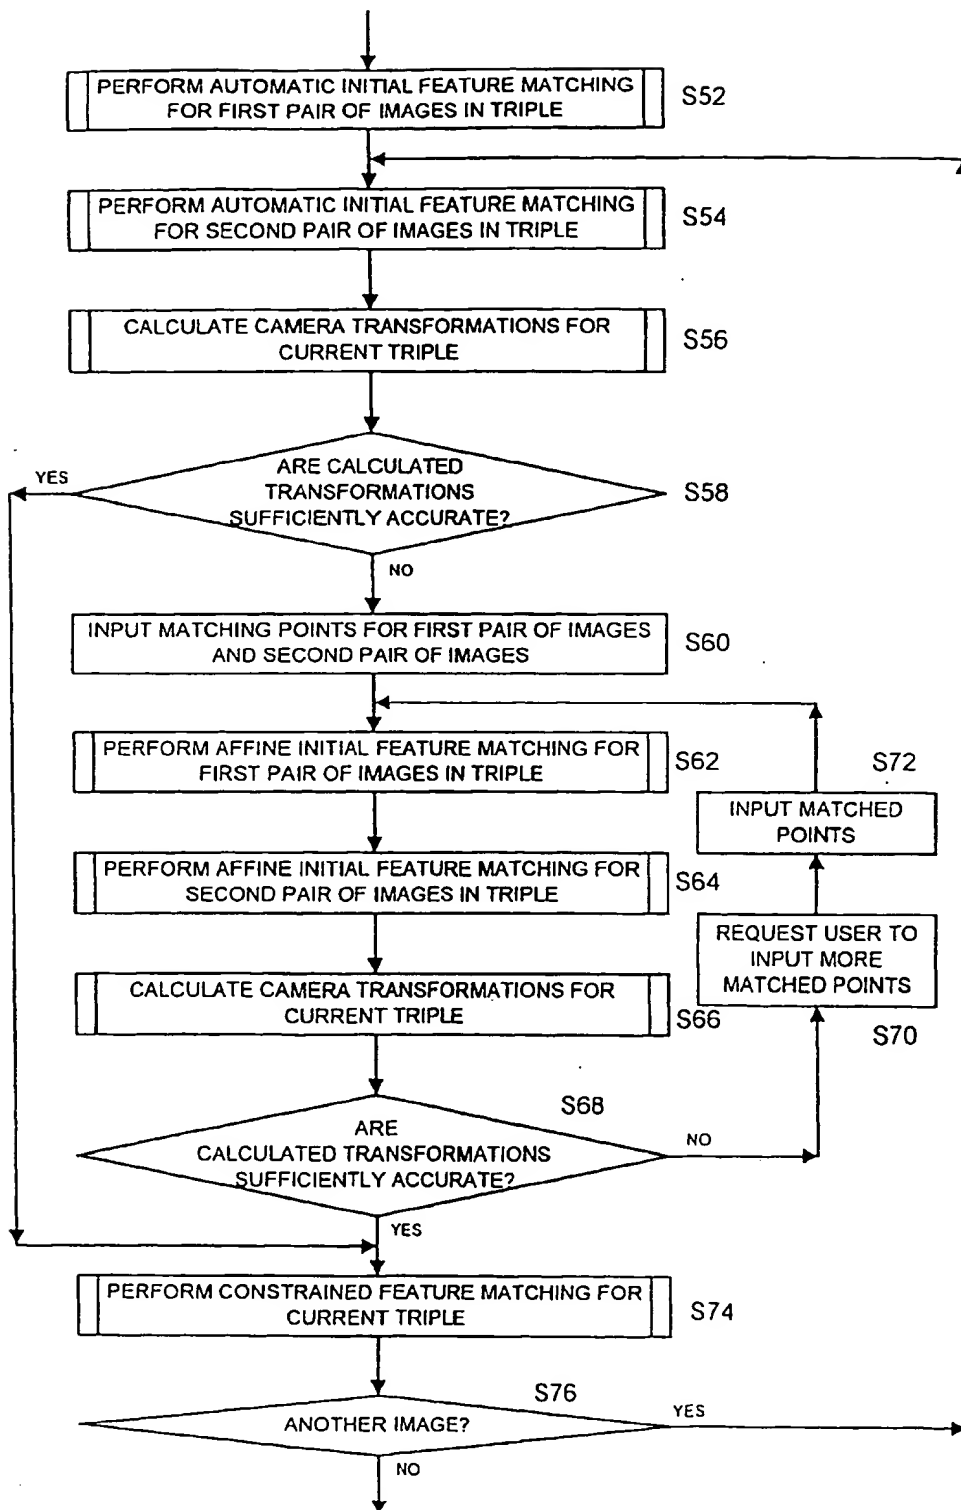 PERFORM AUTOMATIC INITIAL FEATURE MATCHING
FOR FIRST PAIR OF IMAGES IN TRIPLE
S52
PERFORM AUTOMATIC INITIAL FEATURE MATCHING
FOR SECOND PAIR OF IMAGES IN TRIPLE
S54
CALCULATE CAMERA TRANSFORMATIONS FOR
CURRENT TRIPLE
S56
ARE CALCULATED
TRANSFORMATIONS
SUFFICIENTLY ACCURATE?
S58
YES
NO
INPUT MATCHING POINTS FOR FIRST PAIR OF IMAGES
AND SECOND PAIR OF IMAGES
S60
PERFORM AFFINE INITIAL FEATURE MATCHING FOR
FIRST PAIR OF IMAGES IN TRIPLE
S62
S72
INPUT MATCHED
POINTS
PERFORM AFFINE INITIAL FEATURE MATCHING FOR
SECOND PAIR OF IMAGES IN TRIPLE
S64
REQUEST USER TO
INPUT MORE
MATCHED POINTS
S70
CALCULATE CAMERA TRANSFORMATIONS FOR
CURRENT TRIPLE
S66
S68
ARE
CALCULATED TRANSFORMATIONS
SUFFICIENTLY ACCURATE?
NO
YES
PERFORM CONSTRAINED FEATURE MATCHING FOR
CURRENT TRIPLE
S74
S76
ANOTHER IMAGE?
YES
NO